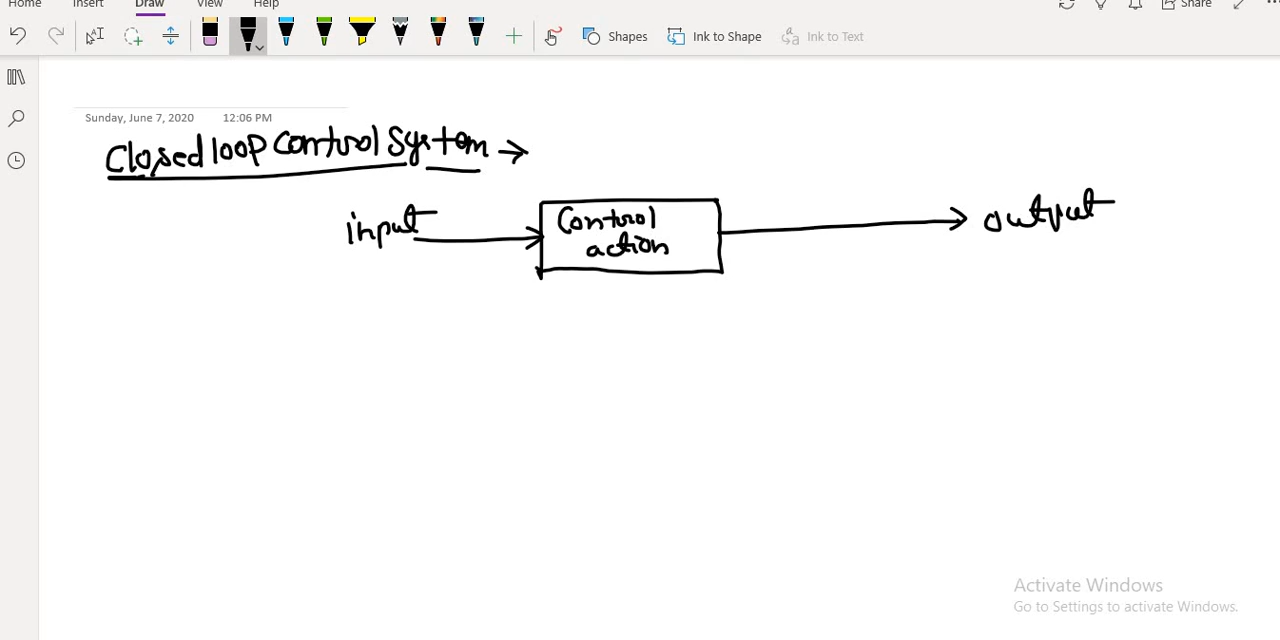 Home Insert Draw View Help Share
Shapes Ink to Shape Ink to Text
Sunday, June 7, 2020 12:06 PM
Closed loop Control System →
input Control action output
Activate Windows
Go to Settings to activate Windows.